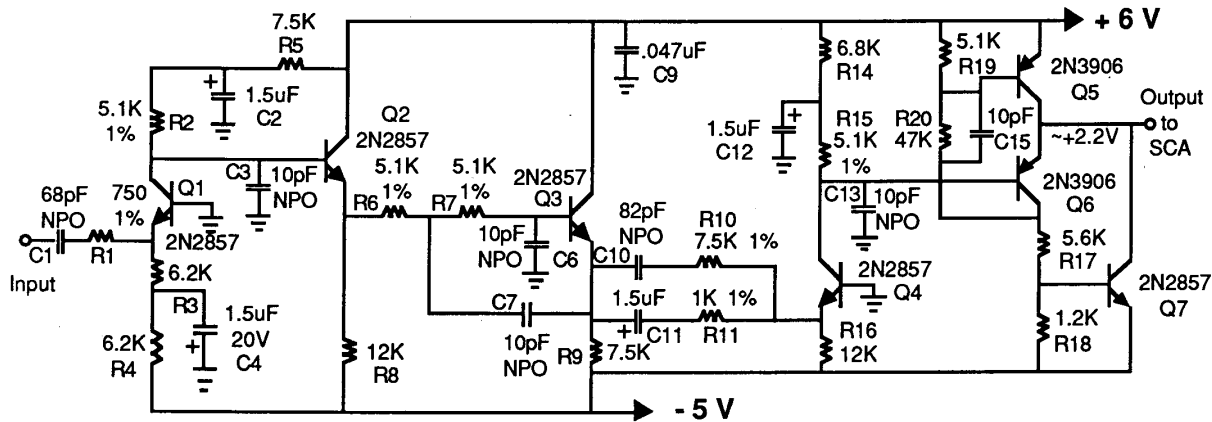 + 6 V
7.5K
R5
1.5uF
C2
5.1K
1%
R2
.047uF
C9
6.8K
R14
5.1K
R19
2N3906
Q5
Output
to
SCA
Q2
2N2857
C3
10pF
NPO
750
1%
Q1
2N2857
68pF
NPO
C1
R1
Input
5.1K
1%
R6
5.1K
1%
R7
2N2857
Q3
10pF
NPO
C6
82pF
NPO
C10
R10
7.5K 1%
1.5uF
C12
R15
5.1K
1%
R20
47K
10pF
C15
~+2.2V
2N3906
Q6
C13
10pF
NPO
6.2K
R3
1.5uF
20V
C4
6.2K
R4
12K
R8
C7
10pF
NPO
1.5uF
C11
1K 1%
R11
R9
7.5K
2N2857
Q4
R16
12K
5.6K
R17
1.2K
R18
2N2857
Q7
- 5 V